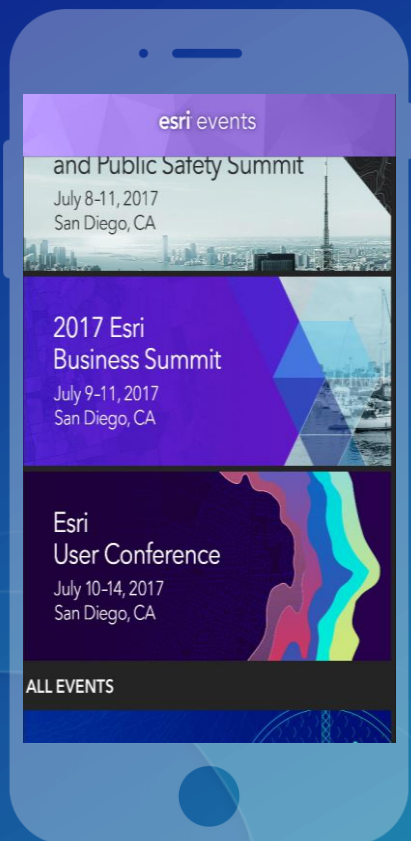 esri events
and Public Safety Summit
July 8-11, 2017
San Diego, CA
2017 Esri
Business Summit
July 9-11, 2017
San Diego, CA
Esri
User Conference
July 10-14, 2017
San Diego, CA
ALL EVENTS